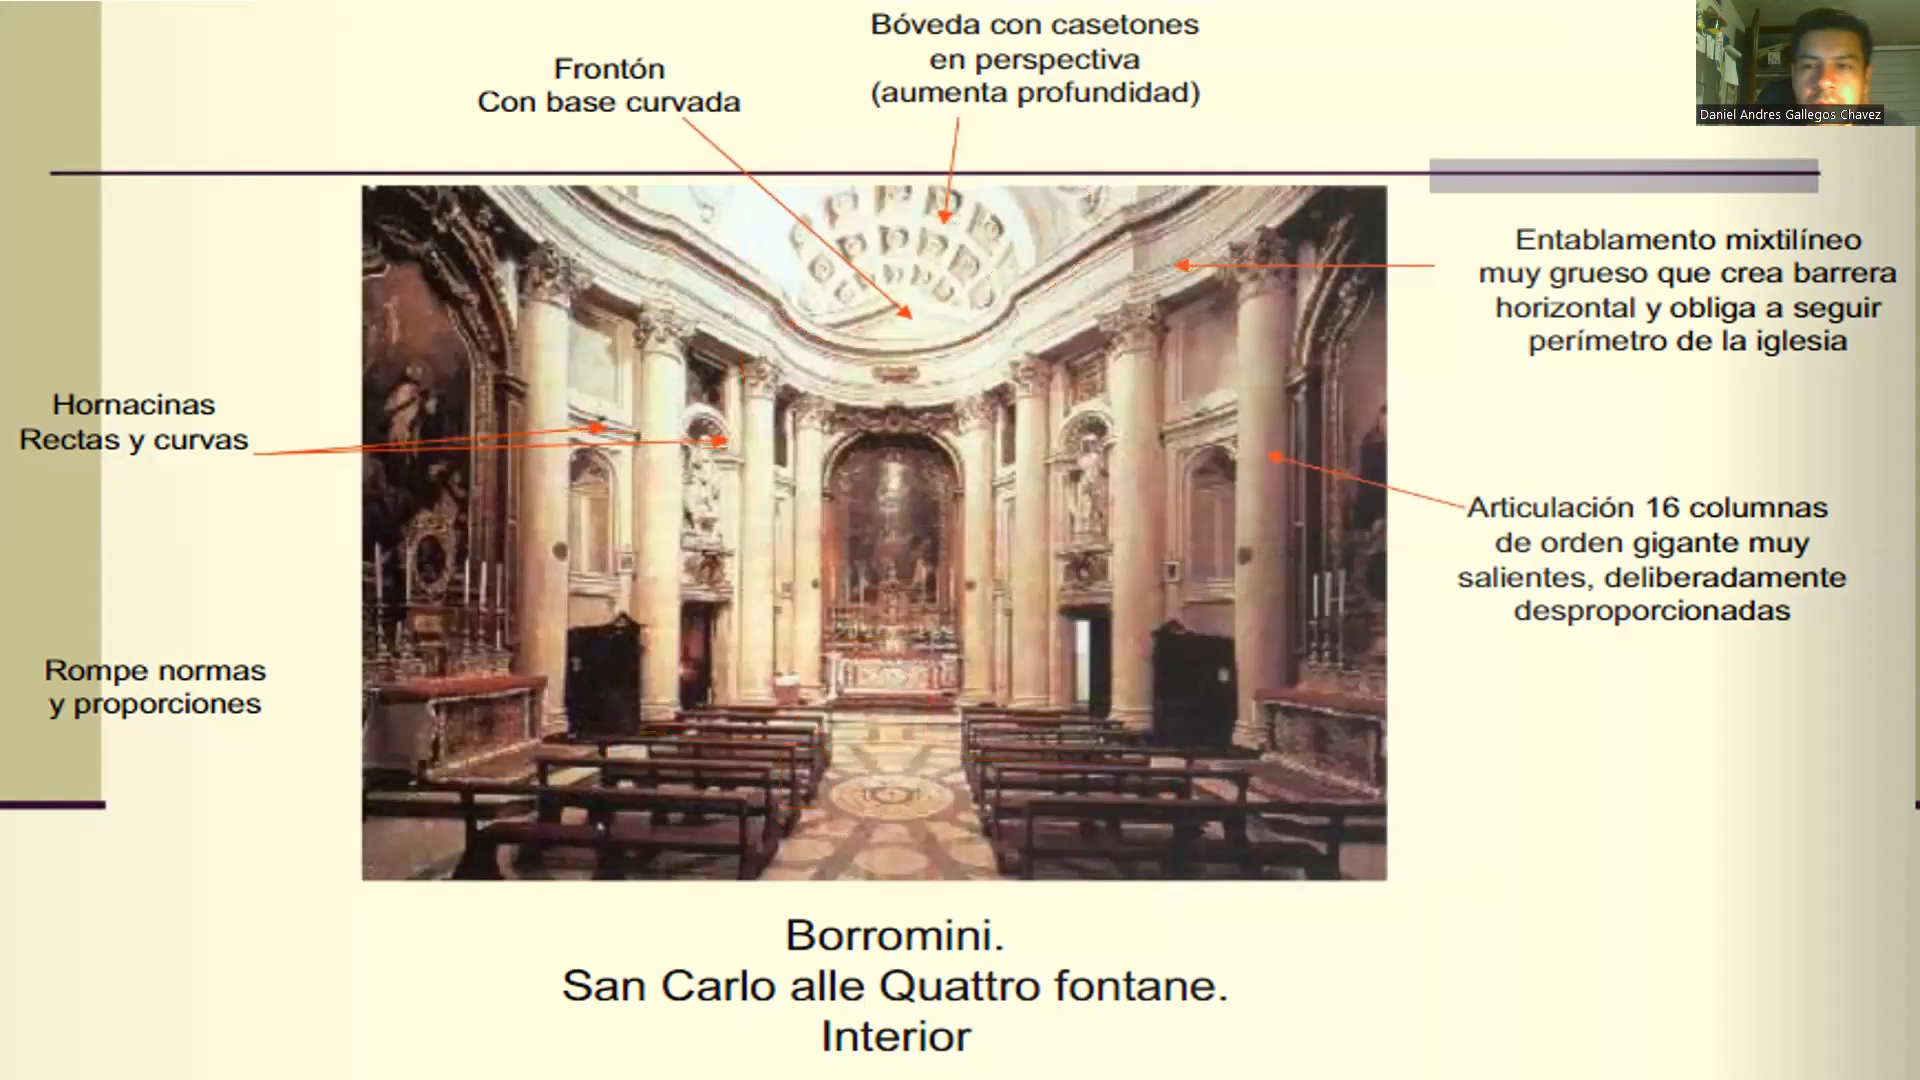 Bóveda con casetones
en perspectiva
(aumenta profundidad)
Frontón
Con base curvada
Daniel Andres Gallegos Chavez
Entablamento mixtilíneo
muy grueso que crea barrera
horizontal y obliga a seguir
perímetro de la iglesia
Hornacinas
Rectas y curvas
Articulación 16 columnas
de orden gigante muy
salientes, deliberadamente
desproporcionadas
Rompe normas
y proporciones
Borromini.
San Carlo alle Quattro fontane.
Interior